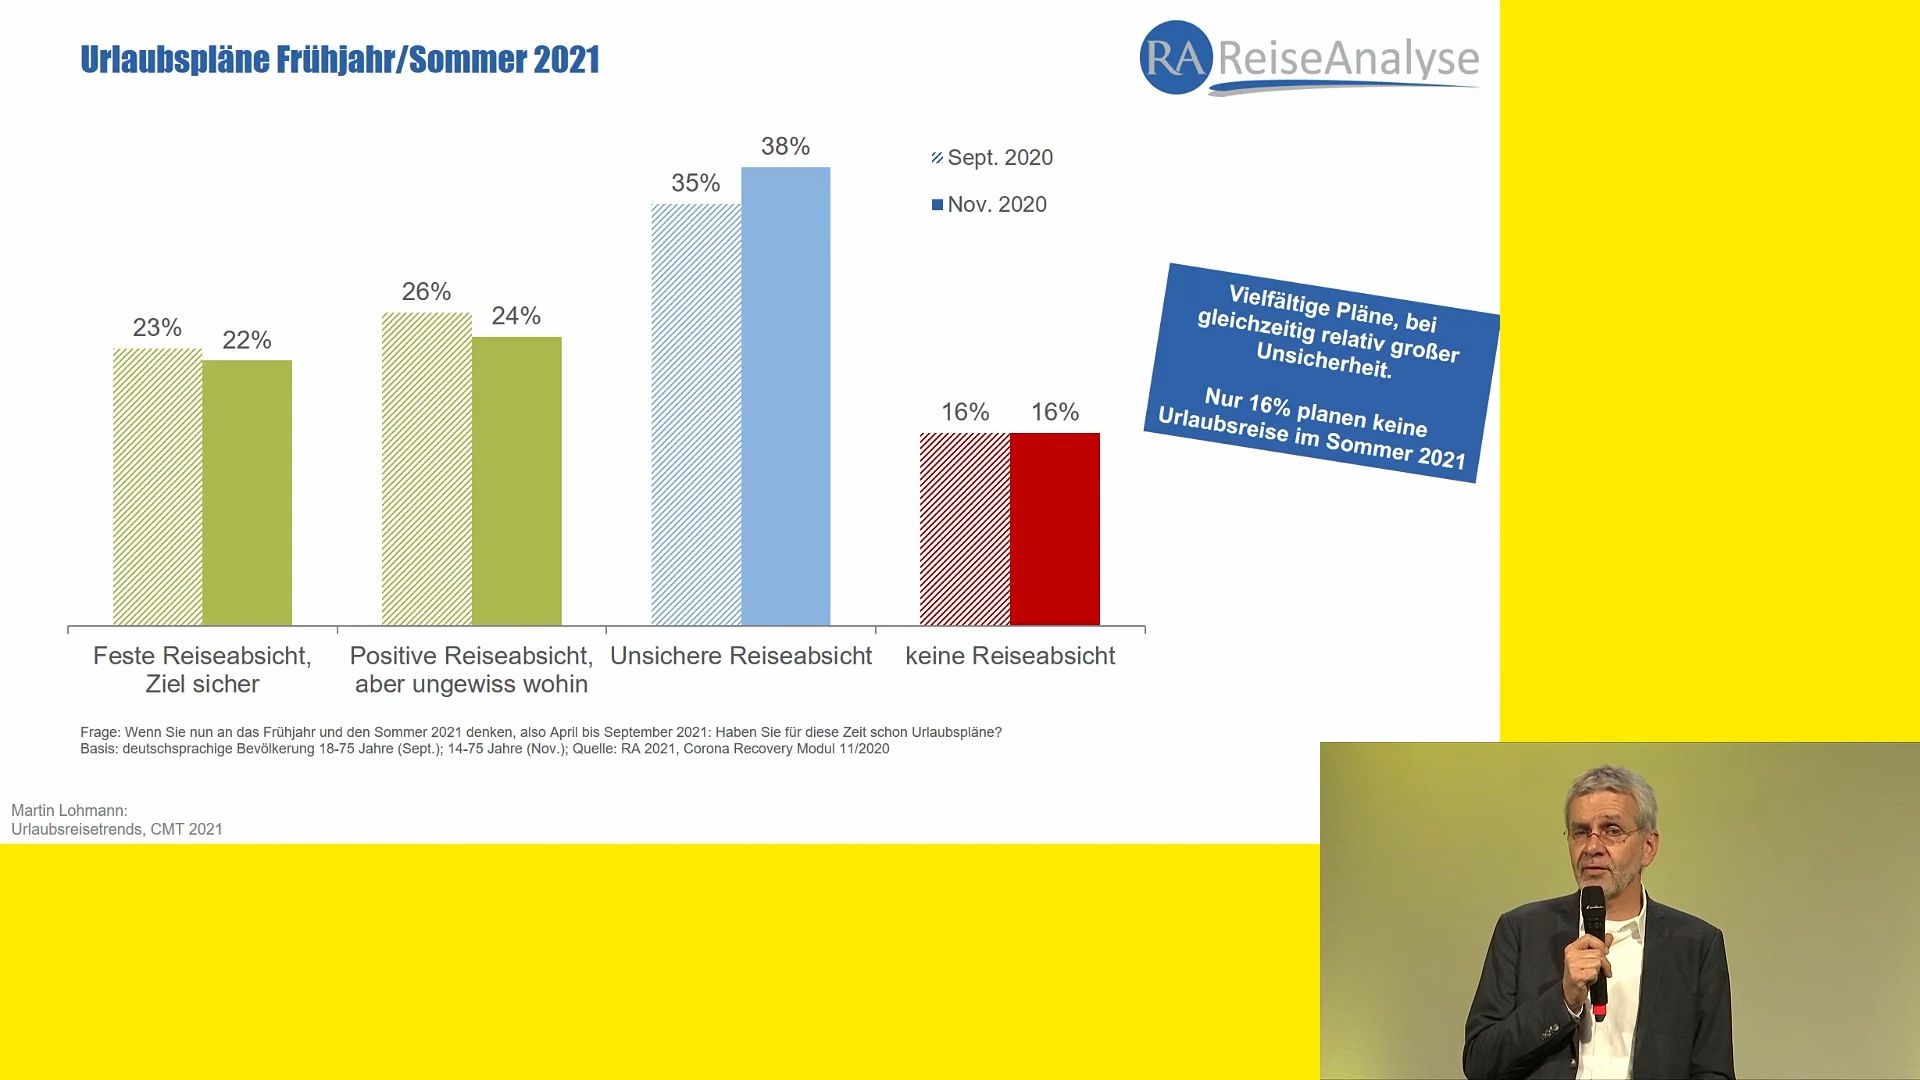 Urlaubspläne Frühjahr/Sommer 2021
RA ReiseAnalyse
38%
35%
Sept. 2020
Nov. 2020
26%
24%
23%
22%
16%
16%
Vielfältige Pläne, bei
gleichzeitig relativ großer
Unsicherheit.
Nur 16% planen keine
Urlaubsreise im Sommer 2021
Feste Reiseabsicht,
Ziel sicher
Positive Reiseabsicht,
aber ungewiss wohin
Unsichere Reiseabsicht
keine Reiseabsicht
Frage: Wenn Sie nun an das Frühjahr und den Sommer 2021 denken, also April bis September 2021: Haben Sie für diese Zeit schon Urlaubspläne?
Basis: deutschsprachige Bevölkerung 18-75 Jahre (Sept.); 14-75 Jahre (Nov.); Quelle: RA 2021, Corona Recovery Modul 11/2020
Martin Lohmann:
Urlaubsreisetrends, CMT 2021